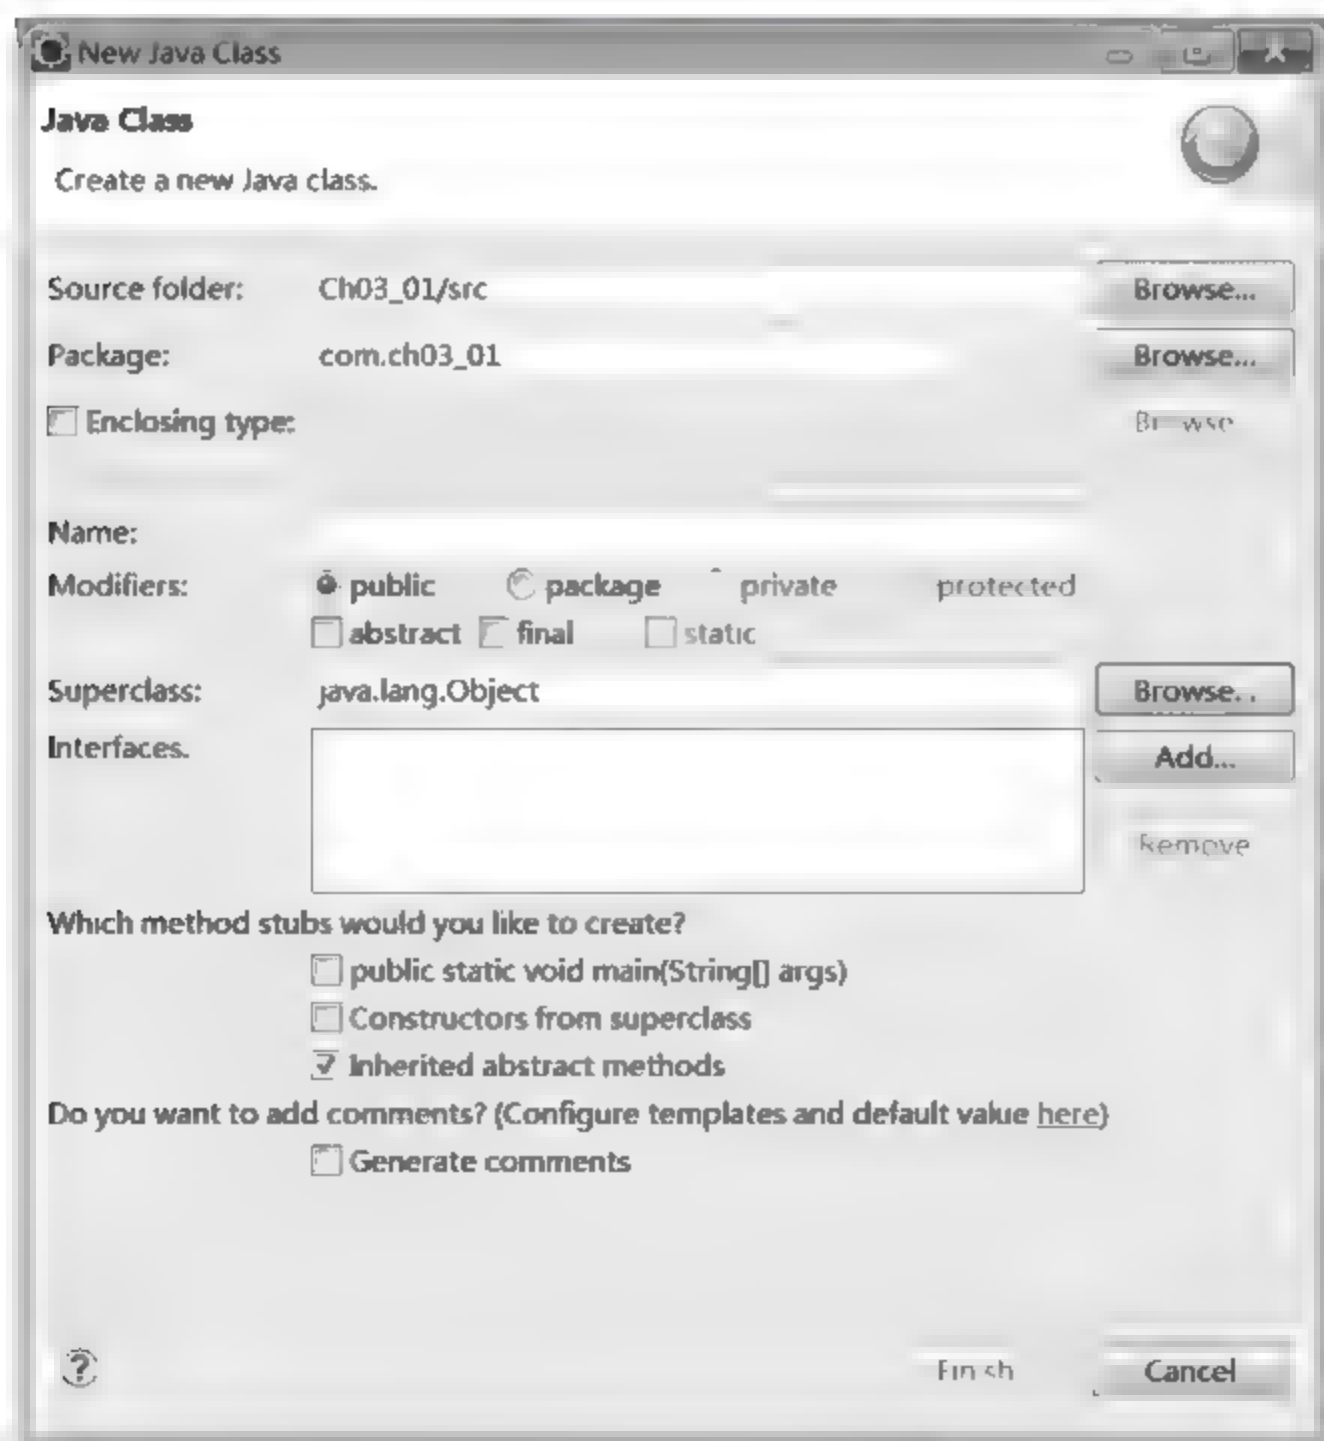 New Java Class
Java Class
Create a new Java class.
Source folder: Ch03_01/src Browse...
Package: com.ch03_01 Browse...
Enclosing type: Browse
Name:
Modifiers: public package private protected
abstract final static
Superclass: java.lang.Object Browse...
Interfaces. Add...
Remove
Which method stubs would you like to create?
public static void main(String[] args)
Constructors from superclass
Inherited abstract methods
Do you want to add comments? (Configure templates and default value here)
Generate comments
? Finish Cancel